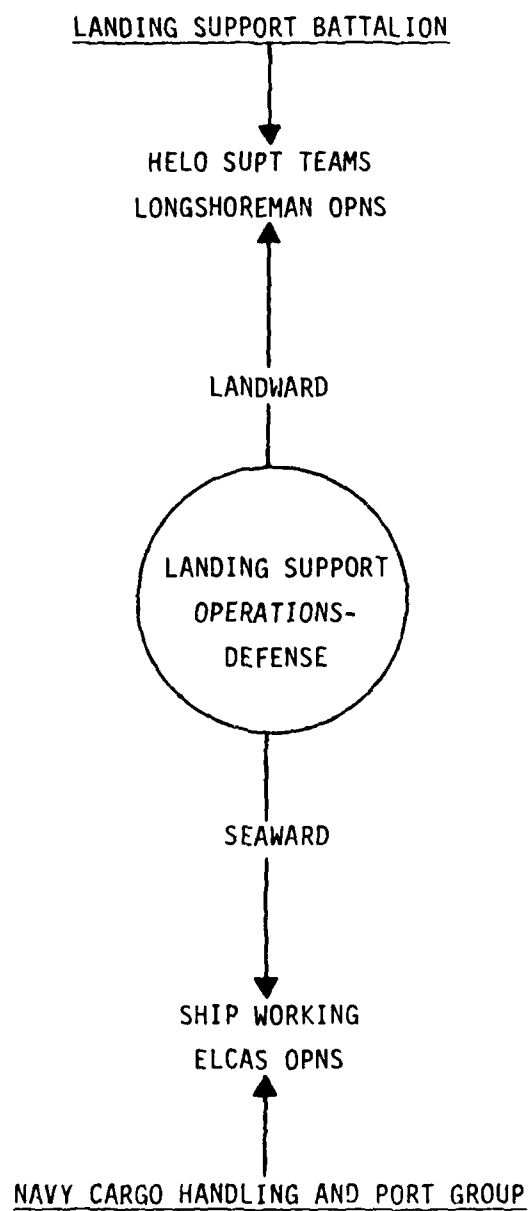 LANDING SUPPORT BATTALION
HELO SUPT TEAMS
LONGSHOREMAN OPNS
LANDWARD
LANDING SUPPORT
OPERATIONS-
DEFENSE
SEAWARD
SHIP WORKING
ELCAS OPNS
NAVY CARGO HANDLING AND PORT GROUP